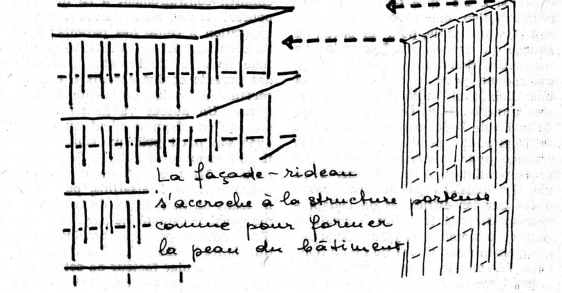 La façade-rideau
s'accroche à la structure porteuse
comme pour former
la peau du bâtiment